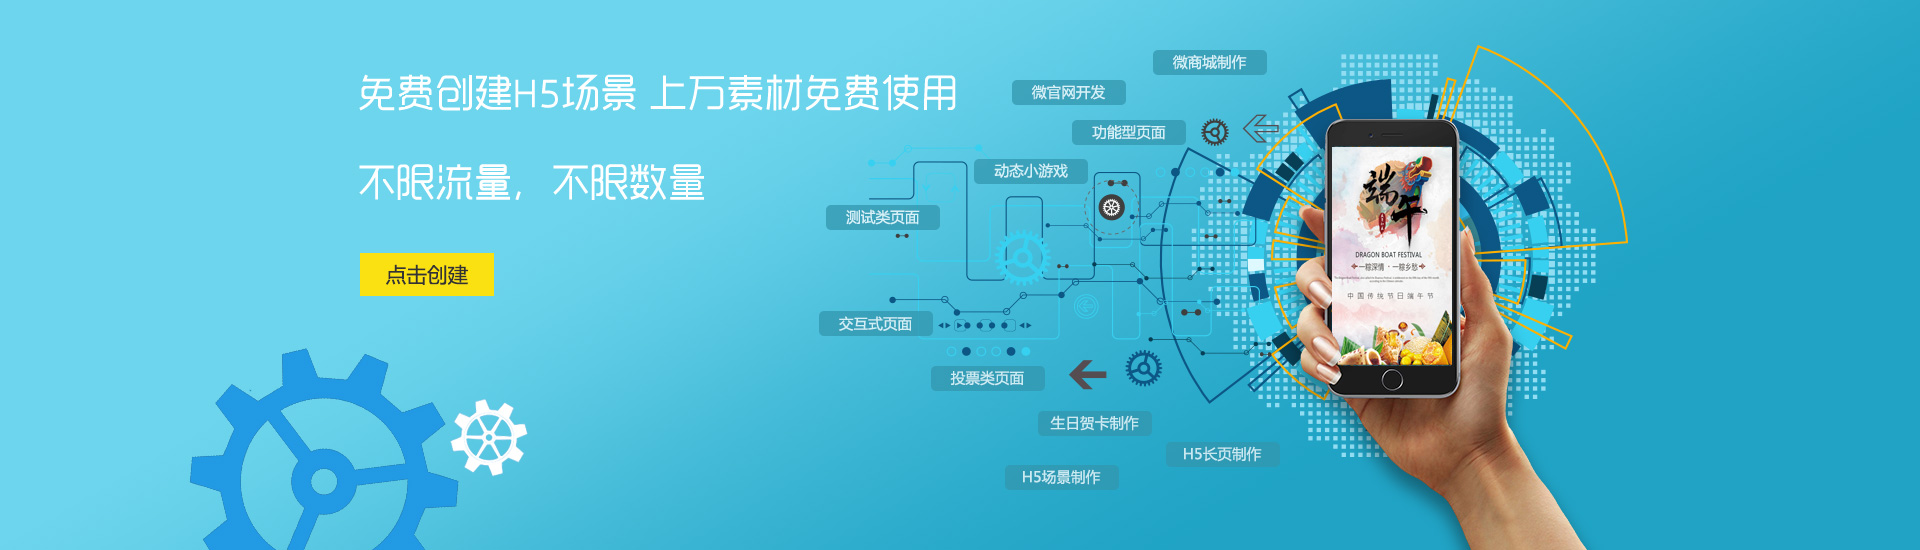 免费创建H5场景 上万素材免费使用
不限流量，不限数量
点击创建
微商城制作
微官网开发
功能型页面
动态小游戏
测试类页面
交互式页面
投票类页面
生日贺卡制作
H5长页制作
H5场景制作
端午
DRAGON BOAT FESTIVAL
一粽深情·一粽乡愁
中国传统节日端午节